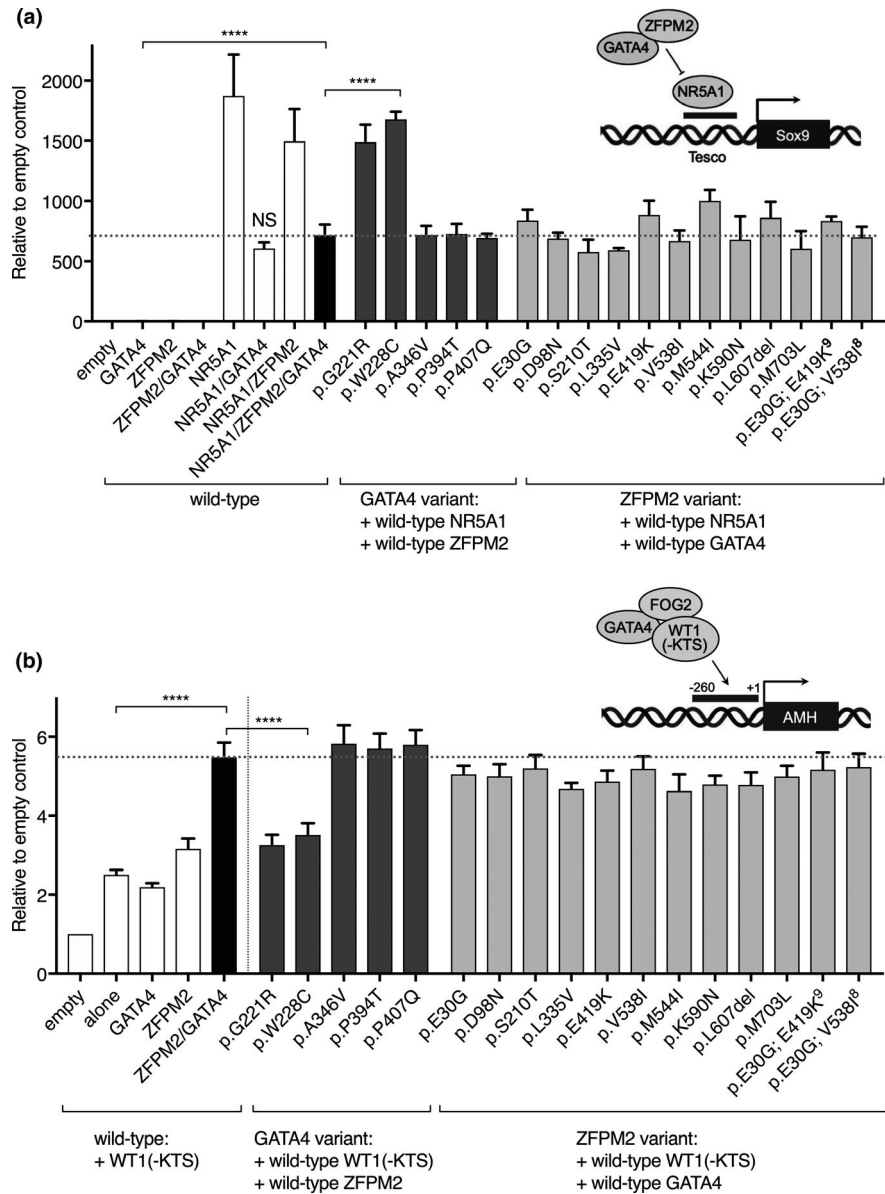 (a)
****
****
NS
Relative to empty control
2000
1500
1000
500
0
ZFPM2
GATA4
NR5A1
Tesco
Sox9
empty
GATA4
ZFPM2
ZFPM2/GATA4
NR5A1
NR5A1/GATA4
NR5A1/ZFPM2
NR5A1/ZFPM2/GATA4
p.G221R
p.W228C
p.A346V
p.P394T
p.P407Q
p.E30G
p.D98N
p.S210T
p.L335V
p.E419K
p.V538I
p.M544I
p.K590N
p.L607del
p.M703L
p.E30G; E419K⁹
p.E30G; V538I⁸
wild-type
GATA4 variant:
+ wild-type NR5A1
+ wild-type ZFPM2
ZFPM2 variant:
+ wild-type NR5A1
+ wild-type GATA4
(b)
****
****
Relative to empty control
6
4
2
0
FOG2
GATA4
WT1
(-KTS)
-260
+1
AMH
empty
alone
GATA4
ZFPM2
ZFPM2/GATA4
p.G221R
p.W228C
p.A346V
p.P394T
p.P407Q
p.E30G
p.D98N
p.S210T
p.L335V
p.E419K
p.V538I
p.M544I
p.K590N
p.L607del
p.M703L
p.E30G; E419K⁹
p.E30G; V538I⁸
wild-type:
+ WT1(-KTS)
GATA4 variant:
+ wild-type WT1(-KTS)
+ wild-type ZFPM2
ZFPM2 variant:
+ wild-type WT1(-KTS)
+ wild-type GATA4